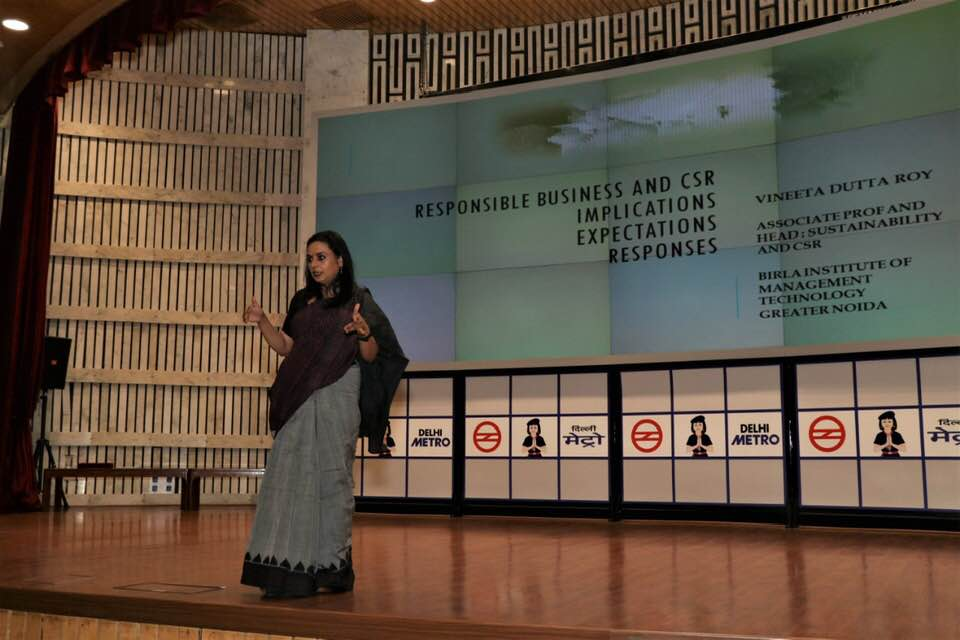 RESPONSIBLE BUSINESS AND CSR
IMPLICATIONS
EXPECTATIONS
RESPONSES
VINEETA DUTTA ROY
ASSOCIATE PROF AND
HEAD ; SUSTAINABILITY
AND CSR
BIRLA INSTITUTE OF
MANAGEMENT
TECHNOLOGY
GREATER NOIDA
DELHI
METRO
दिल्ली
मेट्रो
DELHI
METRO
दिल्ली
मेट्रो